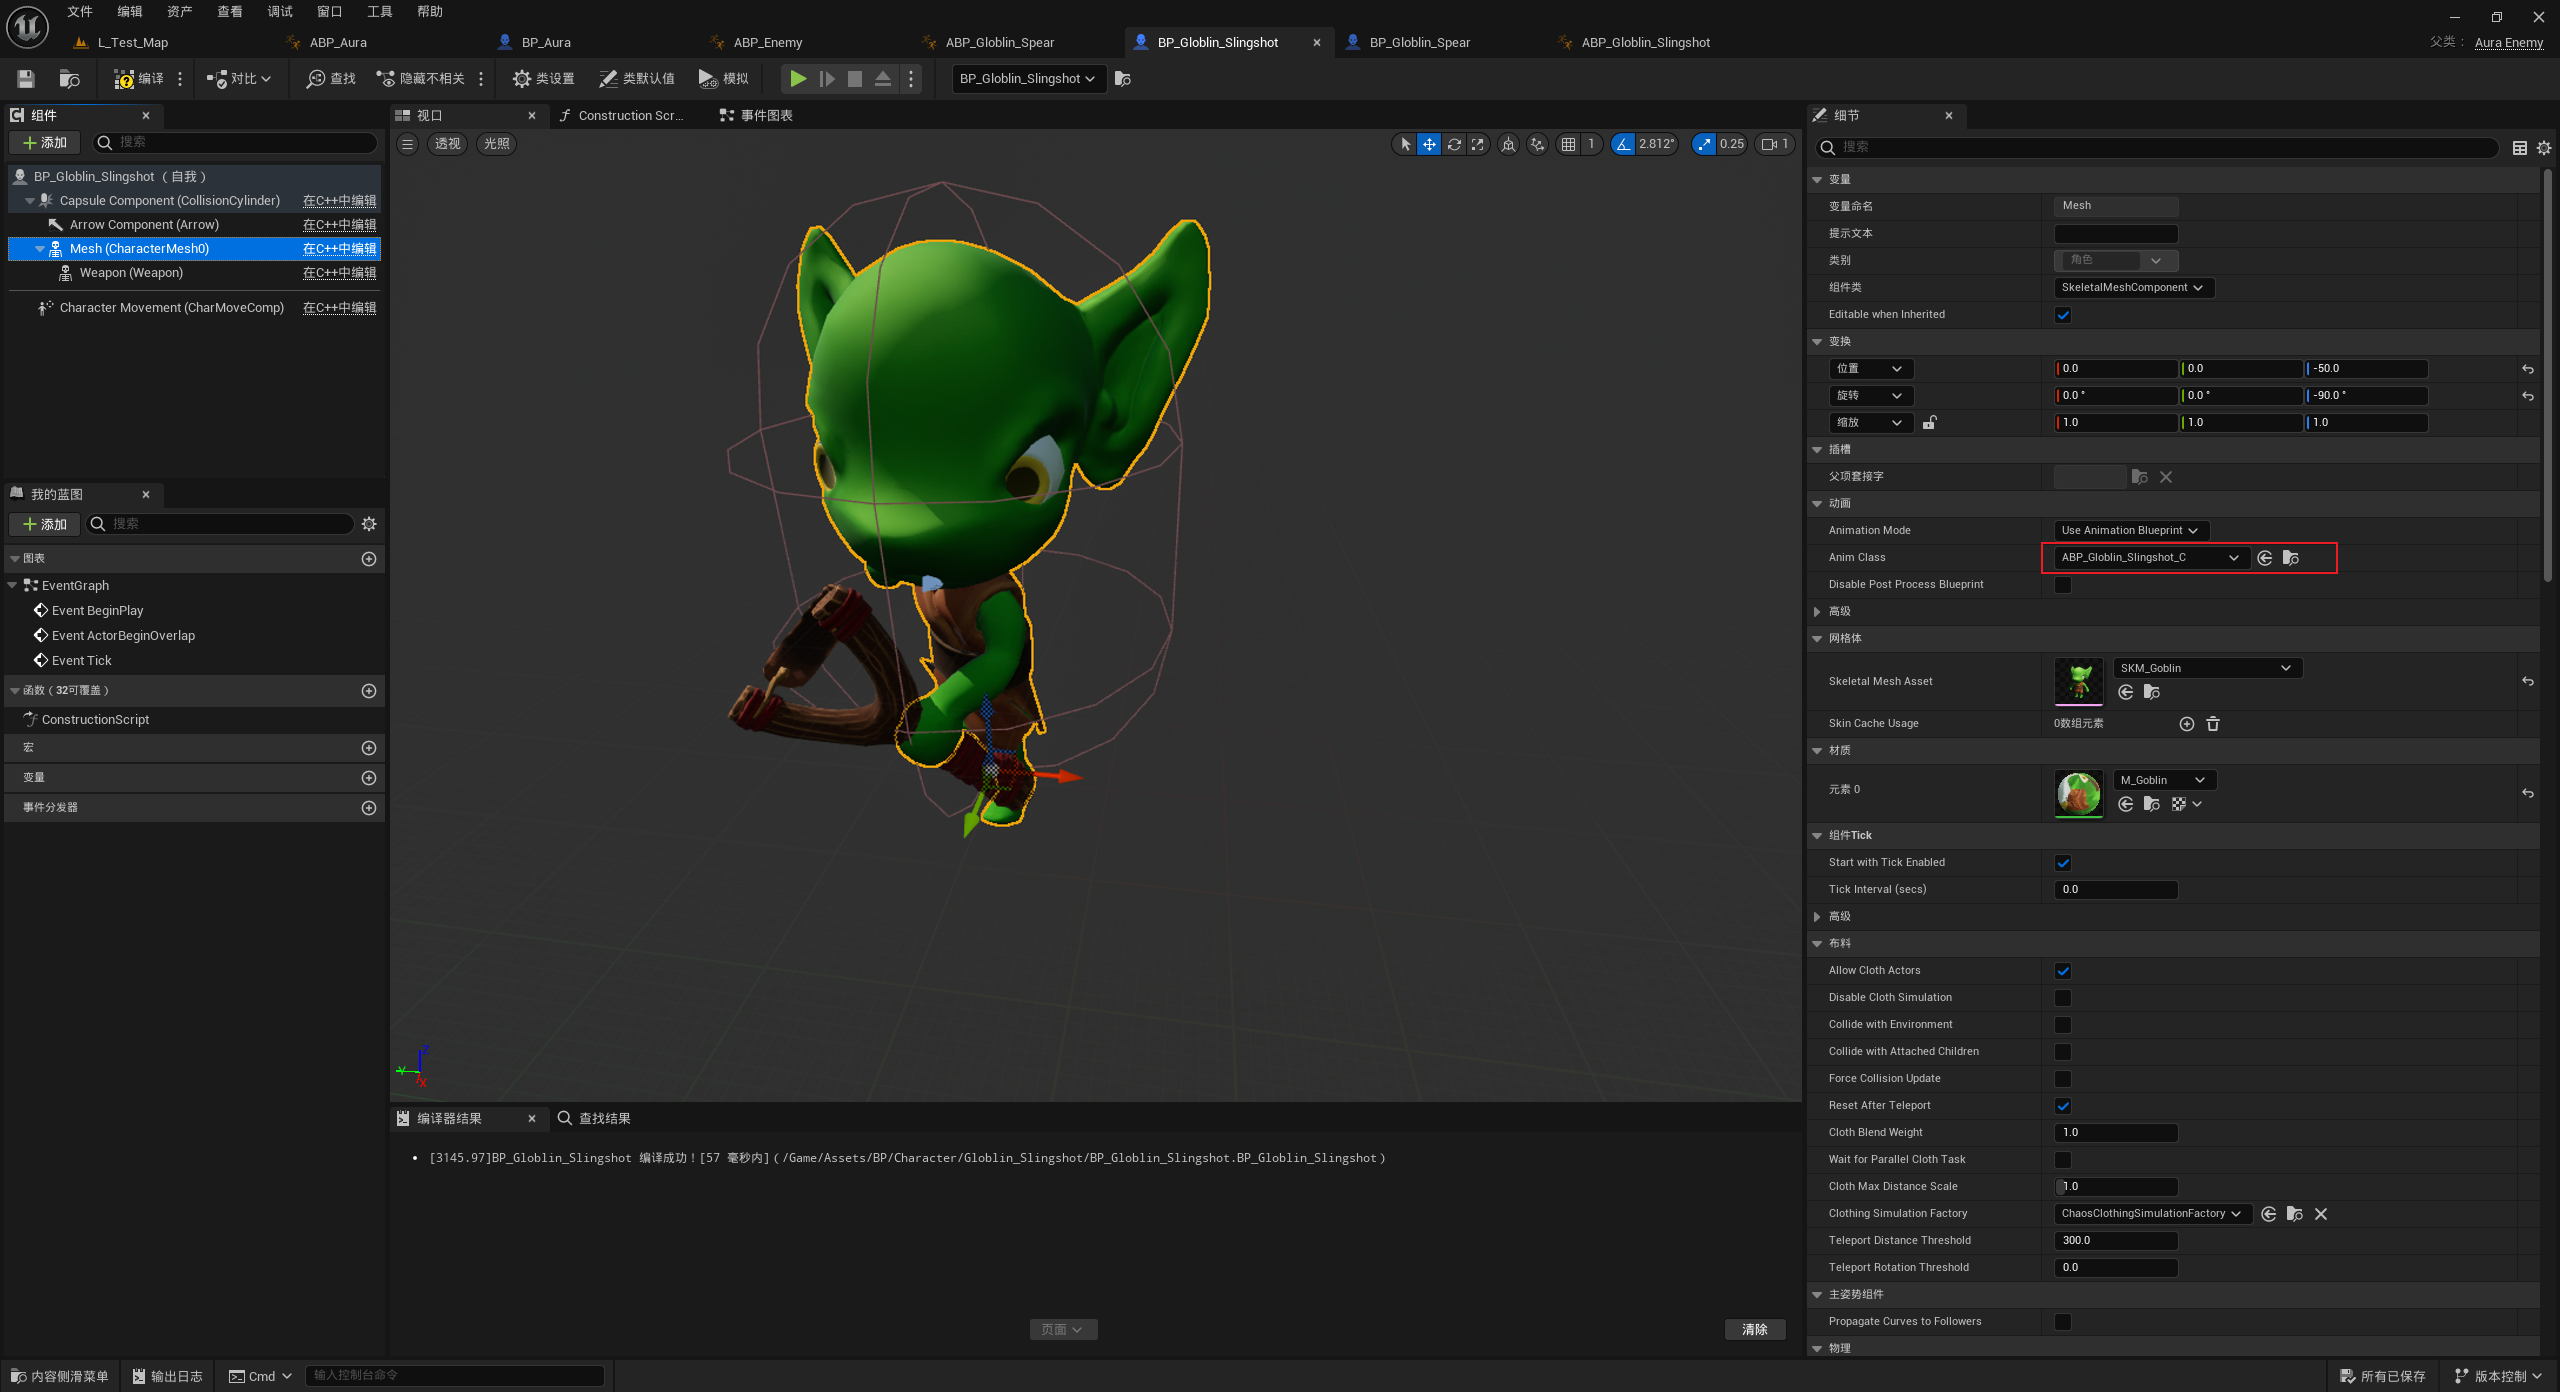 文件 编辑 资产 查看 调试 窗口 工具 帮助
L_Test_Map ABP_Aura BP_Aura ABP_Enemy ABP_Globlin_Spear BP_Globlin_Slingshot BP_Globlin_Spear ABP_Globlin_Slingshot
父类： Aura Enemy
编译 对比 查找 隐藏不相关 类设置 类默认值 模拟 BP_Globlin_Slingshot
组件
添加 搜索
BP_Globlin_Slingshot （自我）
Capsule Component (CollisionCylinder) 在C++中编辑
Arrow Component (Arrow) 在C++中编辑
Mesh (CharacterMesh0) 在C++中编辑
Weapon (Weapon) 在C++中编辑
Character Movement (CharMoveComp) 在C++中编辑
我的蓝图
添加 搜索
图表
EventGraph
Event BeginPlay
Event ActorBeginOverlap
Event Tick
函数（32可覆盖）
ConstructionScript
宏
变量
事件分发器
视口 Construction Scr... 事件图表
透视 光照 1 2.812° 0.25 1
Z
Y
X
编译器结果 查找结果
• [3145.97]BP_Globlin_Slingshot 编译成功！[57 毫秒内]（/Game/Assets/BP/Character/Globlin_Slingshot/BP_Globlin_Slingshot.BP_Globlin_Slingshot）
页面 清除
细节
搜索
变量
变量命名 Mesh
提示文本
类别 角色
组件类 SkeletalMeshComponent
Editable when Inherited
变换
位置 0.0 0.0 -50.0
旋转 0.0 ° 0.0 ° -90.0 °
缩放 1.0 1.0 1.0
插槽
父项套接字
动画
Animation Mode Use Animation Blueprint
Anim Class ABP_Globlin_Slingshot_C
Disable Post Process Blueprint
高级
网格体
Skeletal Mesh Asset SKM_Goblin
Skin Cache Usage 0数组元素
材质
元素 0 M_Goblin
组件Tick
Start with Tick Enabled
Tick Interval (secs) 0.0
高级
布料
Allow Cloth Actors
Disable Cloth Simulation
Collide with Environment
Collide with Attached Children
Force Collision Update
Reset After Teleport
Cloth Blend Weight 1.0
Wait for Parallel Cloth Task
Cloth Max Distance Scale 1.0
Clothing Simulation Factory ChaosClothingSimulationFactory
Teleport Distance Threshold 300.0
Teleport Rotation Threshold 0.0
主姿势组件
Propagate Curves to Followers
物理
内容侧滑菜单 输出日志 Cmd 输入控制台命令 所有已保存 版本控制